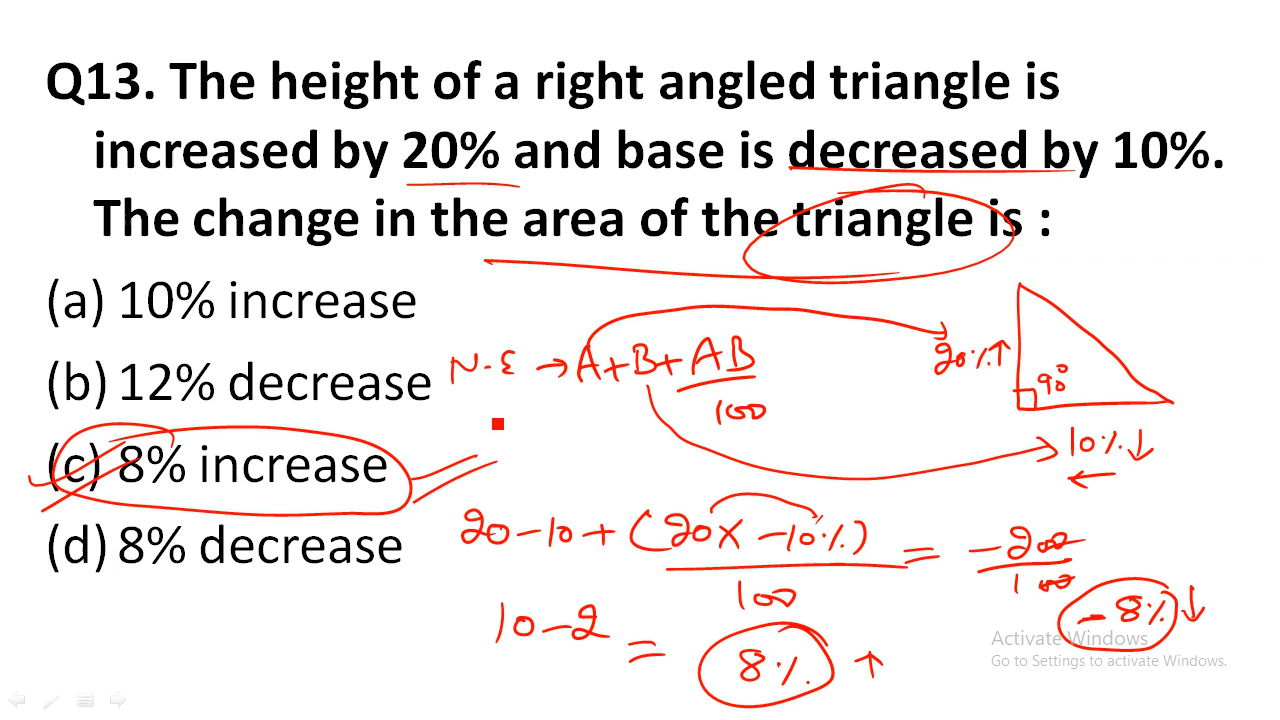 Q13. The height of a right angled triangle is
increased by 20% and base is decreased by 10%.
The change in the area of the triangle is :
(a) 10% increase
(b) 12% decrease
(c) 8% increase
(d) 8% decrease
N.E → A+B+AB/100
20%↑
90°
10%↓
←
20-10+(20x -10%)/100 = -200/100
10-2 = 8% ↑
-8%↓
Activate Windows
Go to Settings to activate Windows.